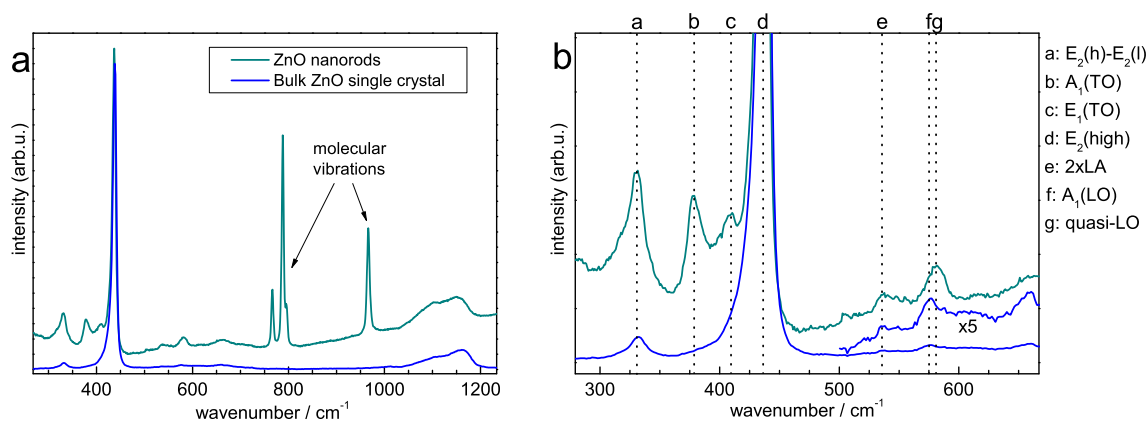 a
ZnO nanorods
Bulk ZnO single crystal
molecular
vibrations
intensity (arb.u.)
400 600 800 1000 1200
wavenumber / cm⁻¹
b
a b c d e f g
intensity (arb.u.)
x5
300 400 500 600
wavenumber / cm⁻¹
a: E₂(h)-E₂(l)
b: A₁(TO)
c: E₁(TO)
d: E₂(high)
e: 2xLA
f: A₁(LO)
g: quasi-LO